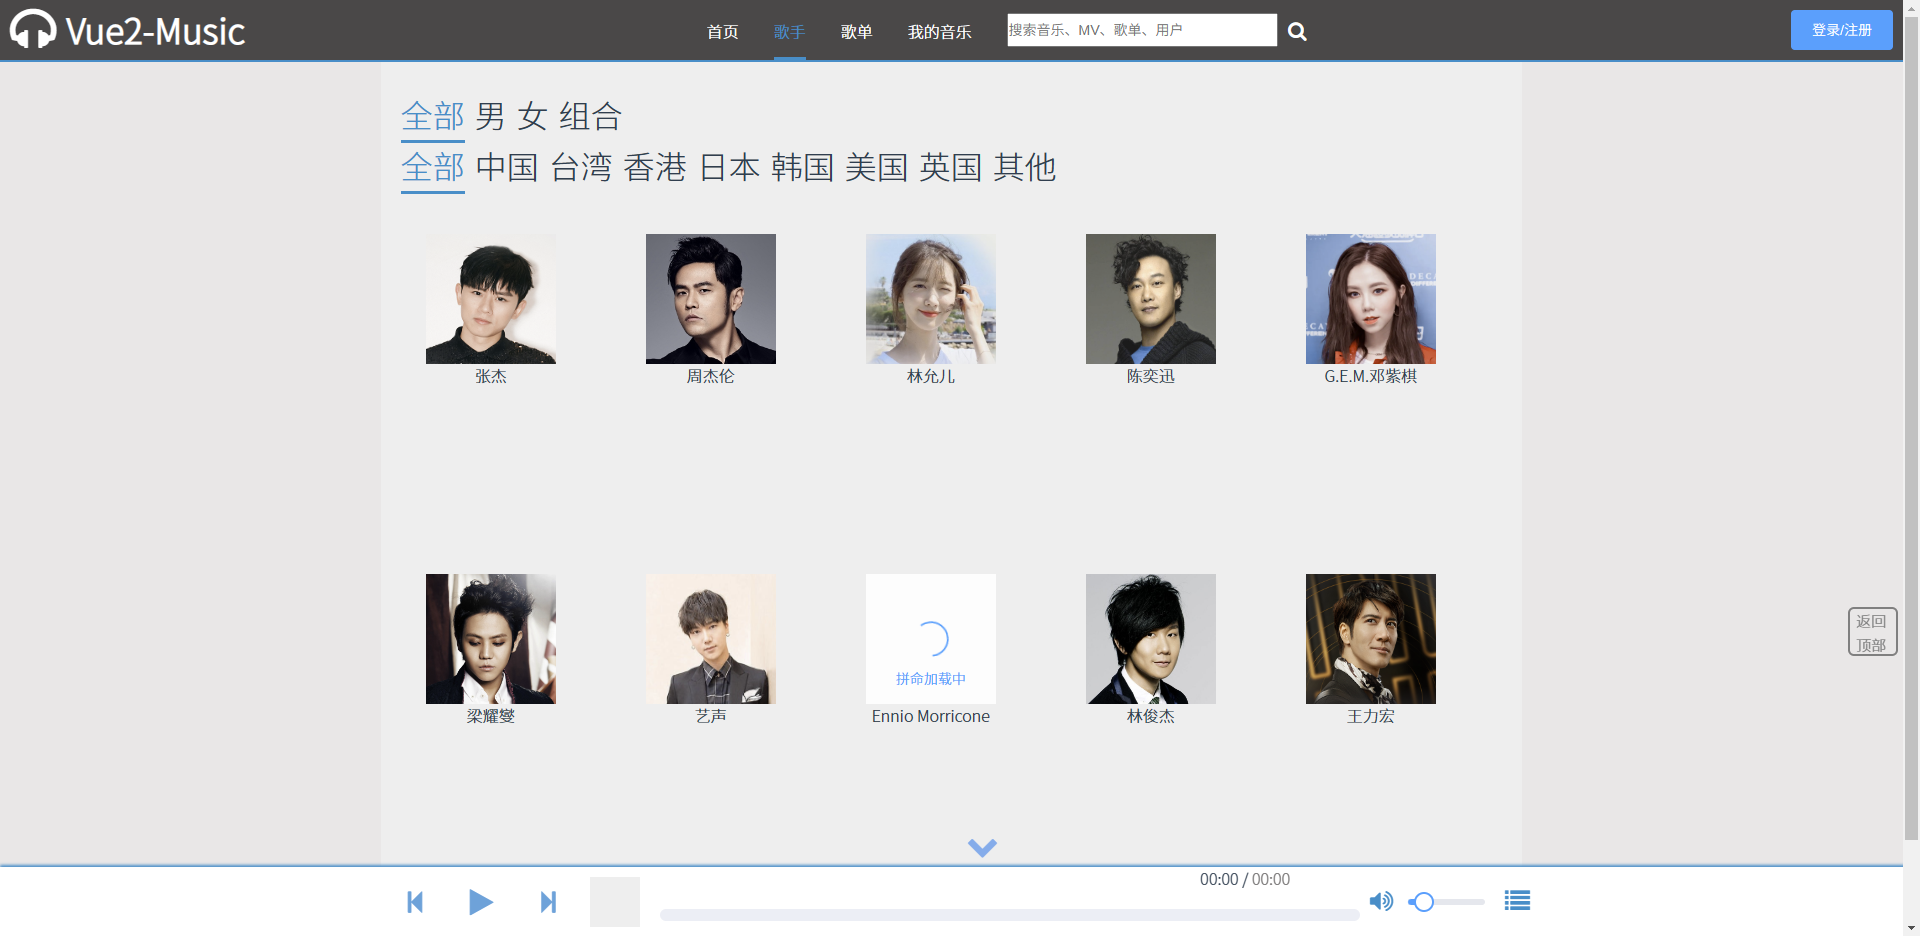 Vue2-Music
首页 歌手 歌单 我的音乐 搜索音乐、MV、歌单、用户 登录/注册
全部 男 女 组合
全部 中国 台湾 香港 日本 韩国 美国 英国 其他
张杰 周杰伦 林允儿 陈奕迅 G.E.M.邓紫棋
返回
顶部
拼命加载中
梁耀燮 艺声 Ennio Morricone 林俊杰 王力宏
00:00 / 00:00